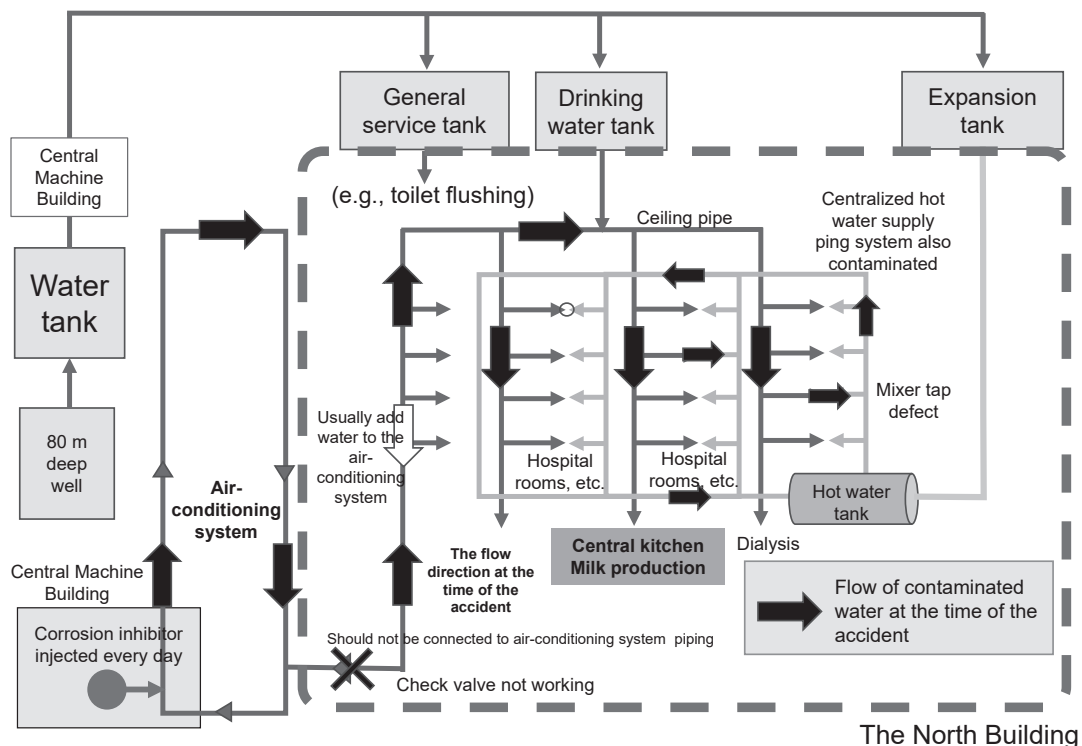 General
service tank
Drinking
water tank
Expansion
tank
Central
Machine
Building
(e.g., toilet flushing)
Ceiling pipe
Centralized hot
water supply
ping system also
contaminated
Water
tank
80 m
deep
well
Usually add
water to the
air-
conditioning
system
Mixer tap
defect
Hospital
rooms, etc.
Hospital
rooms, etc.
Hot water
tank
Air-
conditioning
system
The flow
direction at the
time of the
accident
Central kitchen
Milk production
Dialysis
Central Machine
Building
Corrosion inhibitor
injected every day
Flow of contaminated
water at the time of the
accident
Should not be connected to air-conditioning system piping
Check valve not working
The North Building